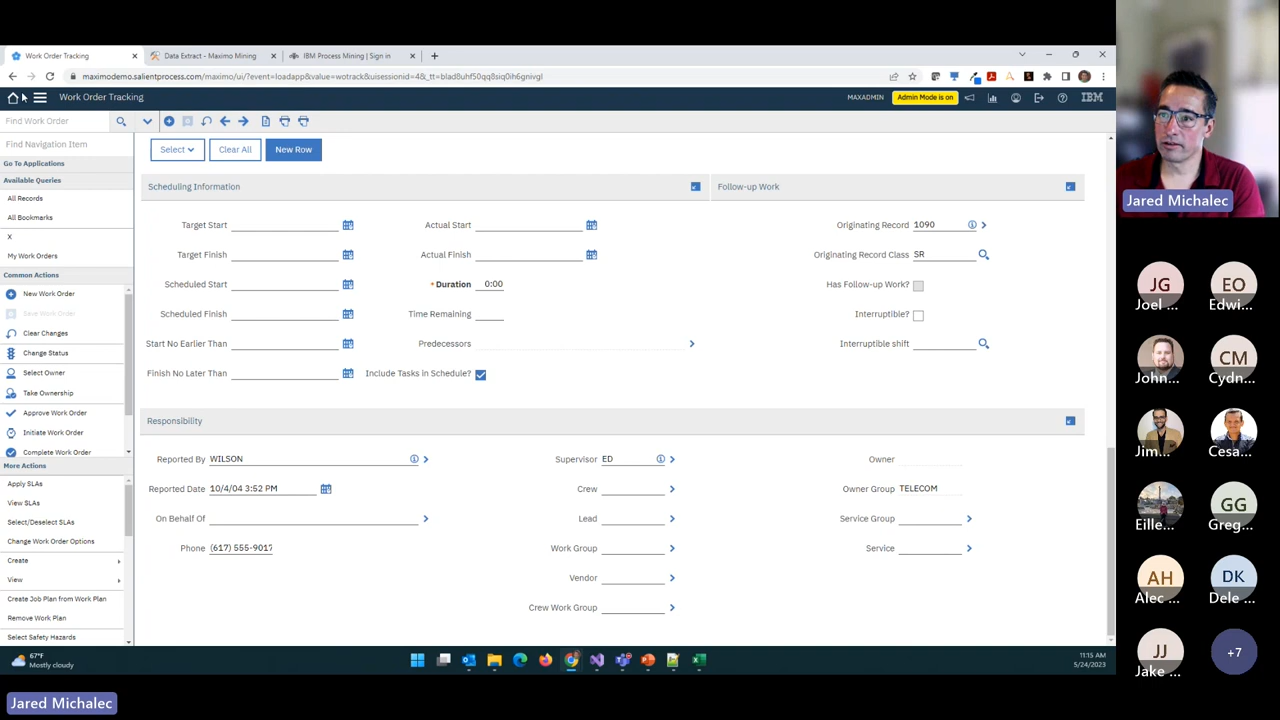 Work Order Tracking
Data Extract - Maximo Mining
IBM Process Mining | Sign in
maximodemo.salientprocess.com/maximo/ui/?event=loadapp&value=wotrack&uisessionid=4&_tt=blad8uhf50qq8siq0ih6gnivgl
Work Order Tracking
MAXADMIN
Admin Mode is on
IBM
Find Work Order
Find Navigation Item
Go To Applications
Available Queries
All Records
All Bookmarks
X
My Work Orders
Common Actions
New Work Order
Save Work Order
Clear Changes
Change Status
Select Owner
Take Ownership
Approve Work Order
Initiate Work Order
Complete Work Order
More Actions
Apply SLAs
View SLAs
Select/Deselect SLAs
Change Work Order Options
Create
View
Create Job Plan from Work Plan
Remove Work Plan
Select Safety Hazards
Select
Clear All
New Row
Scheduling Information
Target Start
Target Finish
Scheduled Start
Scheduled Finish
Start No Earlier Than
Finish No Later Than
Actual Start
Actual Finish
* Duration 0:00
Time Remaining
Predecessors
Include Tasks in Schedule?
Follow-up Work
Originating Record 1090
Originating Record Class SR
Has Follow-up Work?
Interruptible?
Interruptible shift
Responsibility
Reported By WILSON
Reported Date 10/4/04 3:52 PM
On Behalf Of
Phone (617) 555-9017
Supervisor ED
Crew
Lead
Work Group
Vendor
Crew Work Group
Owner
Owner Group TELECOM
Service Group
Service
67°F
Mostly cloudy
11:15 AM
5/24/2023
Jared Michalec
Jared Michalec
JG
Joel ...
EO
Edwi...
John...
CM
Cydn...
Jim...
Cesa...
Eille...
GG
Greg...
AH
Alec ...
DK
Dele ...
JJ
Jake ...
+7